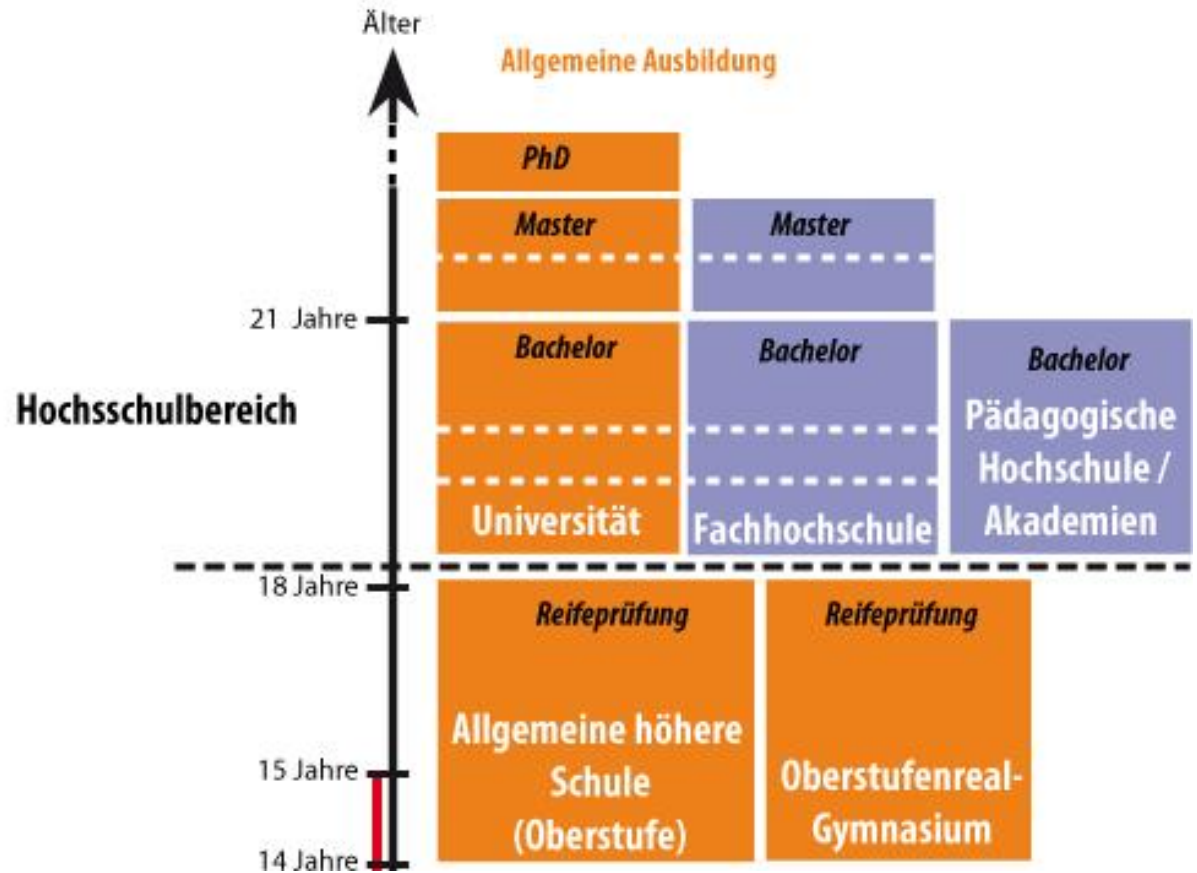 Älter
Allgemeine Ausbildung
PhD
Master
Master
21 Jahre
Bachelor
Bachelor
Bachelor
Hochsschulbereich
Pädagogische
Hochschule /
Akademien
Universität
Fachhochschule
18 Jahre
Reifeprüfung
Reifeprüfung
Allgemeine höhere
Schule
(Oberstufe)
Oberstufenreal-
Gymnasium
15 Jahre
14 Jahre